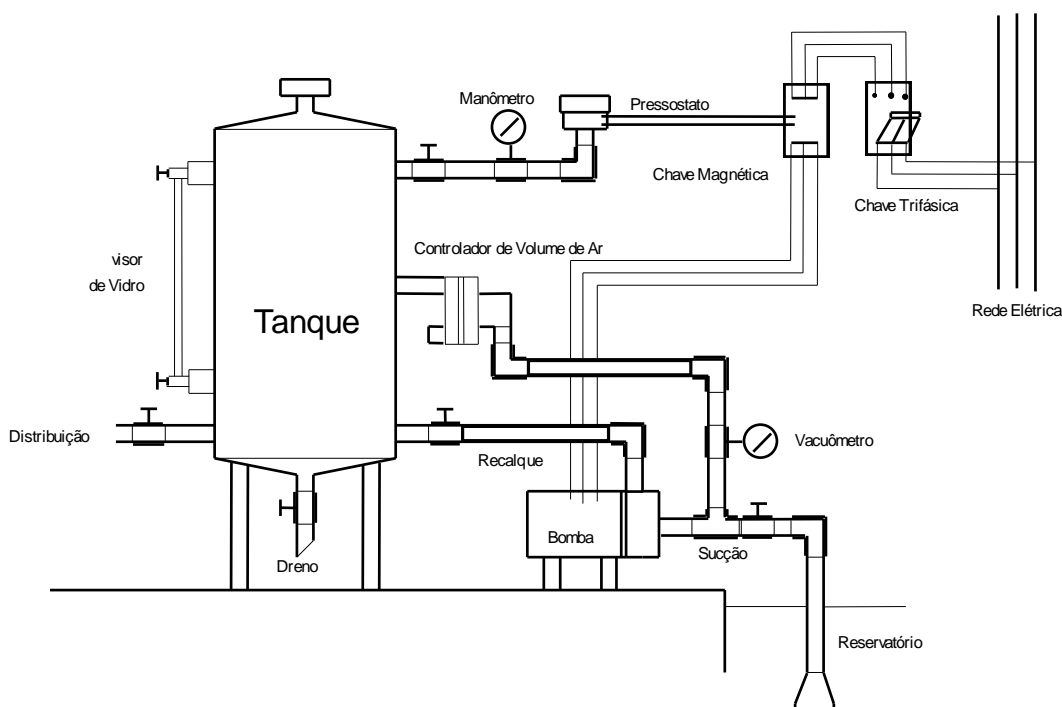 Manômetro
Pressostato
Chave Magnética
Chave Trifásica
visor
de Vidro
Controlador de Volume de Ar
Rede Elétrica
Tanque
Distribuição
Vacuômetro
Recalque
Bomba
Sucção
Dreno
Reservatório